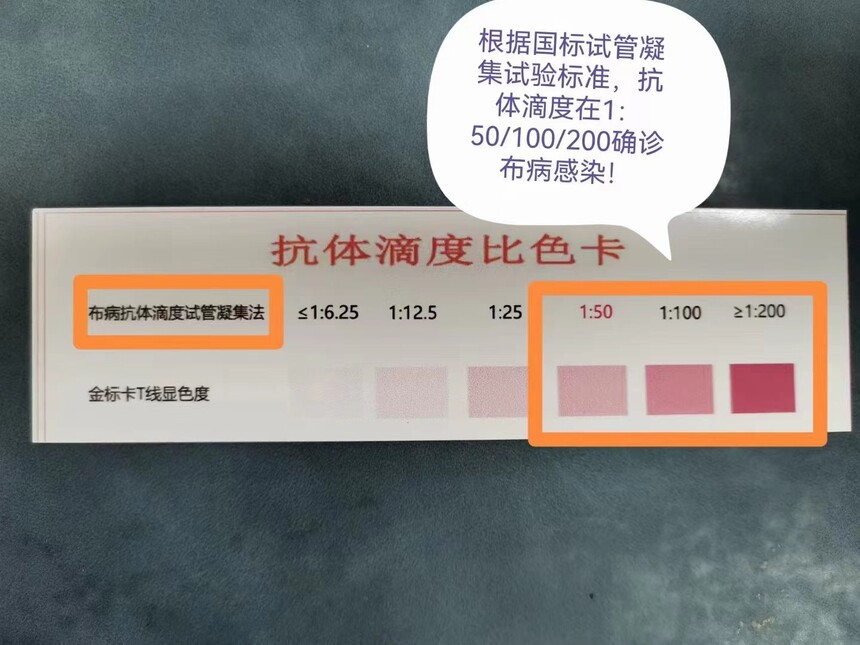 根据国标试管凝
集试验标准，抗
体滴度在1：
50/100/200确诊
布病感染！
抗体滴度比色卡
布病抗体滴度试管凝集法 ≤1:6.25 1:12.5 1:25 1:50 1:100 ≥1:200
金标卡T线显色度